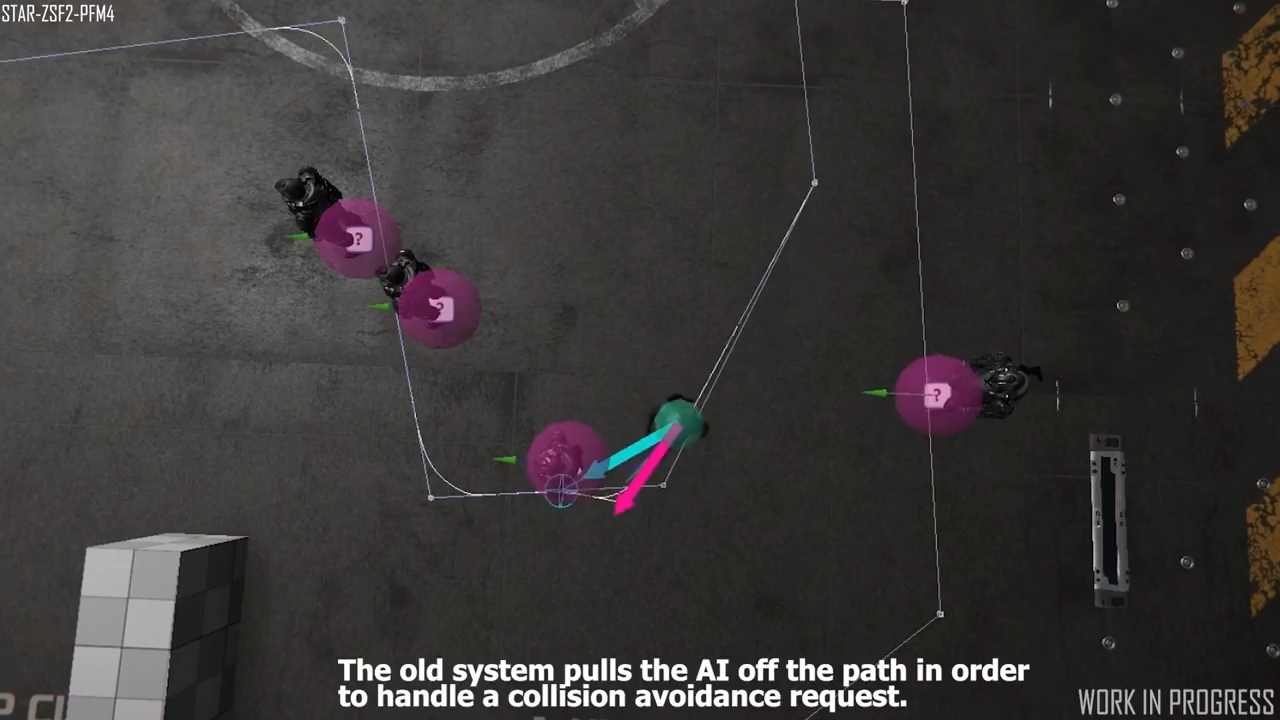 STAR-ZSF2-PFM4
?
?
?
The old system pulls the AI off the path in order
to handle a collision avoidance request.
WORK IN PROGRESS